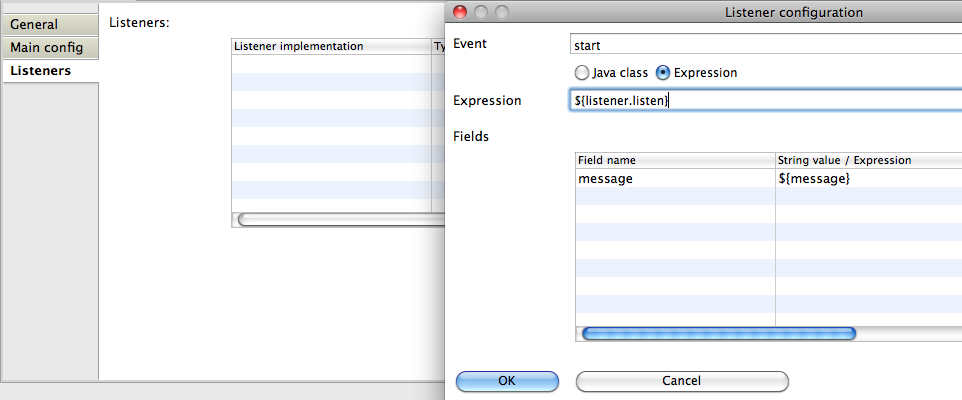 General
Main config
Listeners
Listeners:
Listener implementation Ty
Listener configuration
Event start
Java class Expression
Expression ${listener.listen}
Fields
Field name String value / Expression
message ${message}
OK Cancel